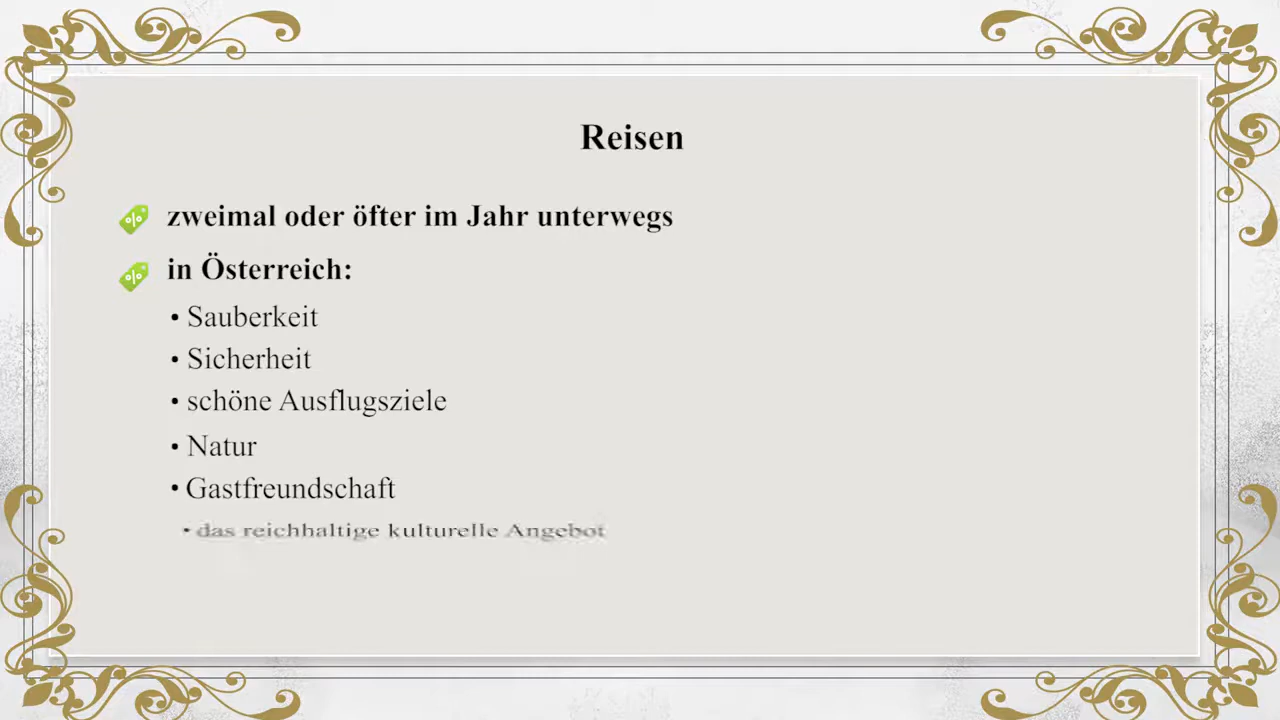 Reisen
zweimal oder öfter im Jahr unterwegs
in Österreich:
• Sauberkeit
• Sicherheit
• schöne Ausflugsziele
• Natur
• Gastfreundschaft
• das reichhaltige kulturelle Angebot